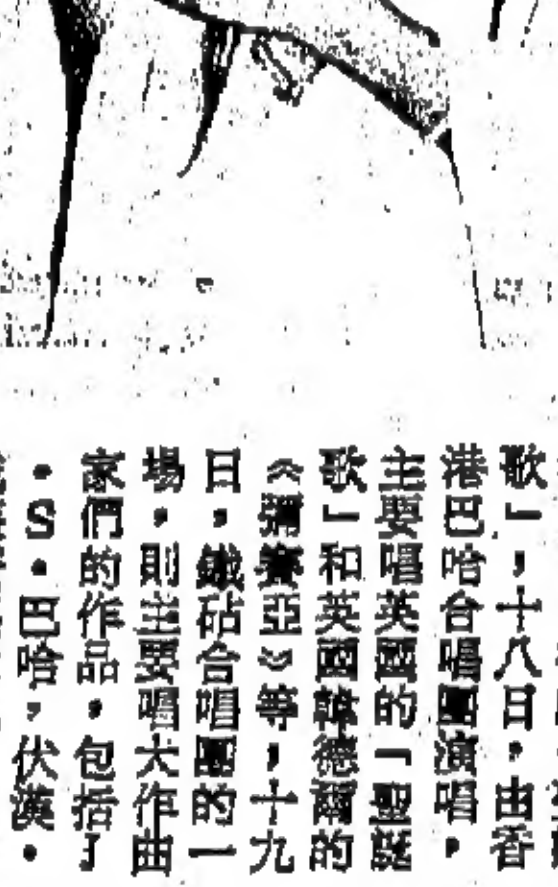 歌」，十八日，由香
港巴哈合唱團演唱，
主要唱英國的「聖誕
歌」和英國韓德爾的
《彌賽亞》等，十九
日，鐵砧合唱團的一
場，則主要唱大作曲
家們的作品，包括了
・S・巴哈，伏漢・